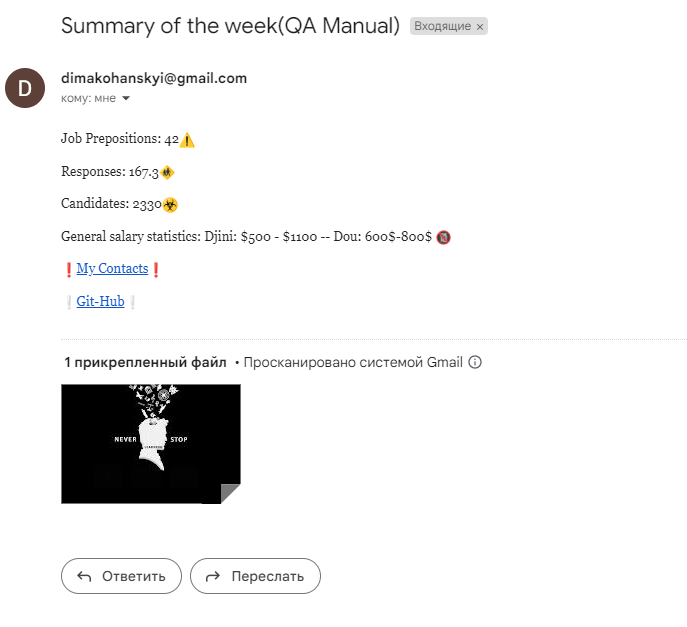 Summary of the week(QA Manual) Входящие ×
D
dimakohanskyi@gmail.com
кому: мне
Job Prepositions: 42⚠️
Responses: 167.3🚸
Candidates: 2330☣️
General salary statistics: Djini: $500 - $1100 -- Dou: 600$-800$ 📵
❗My Contacts❗
❕Git-Hub❕
1 прикрепленный файл • Просканировано системой Gmail
NEVER STOP
Ответить Переслать